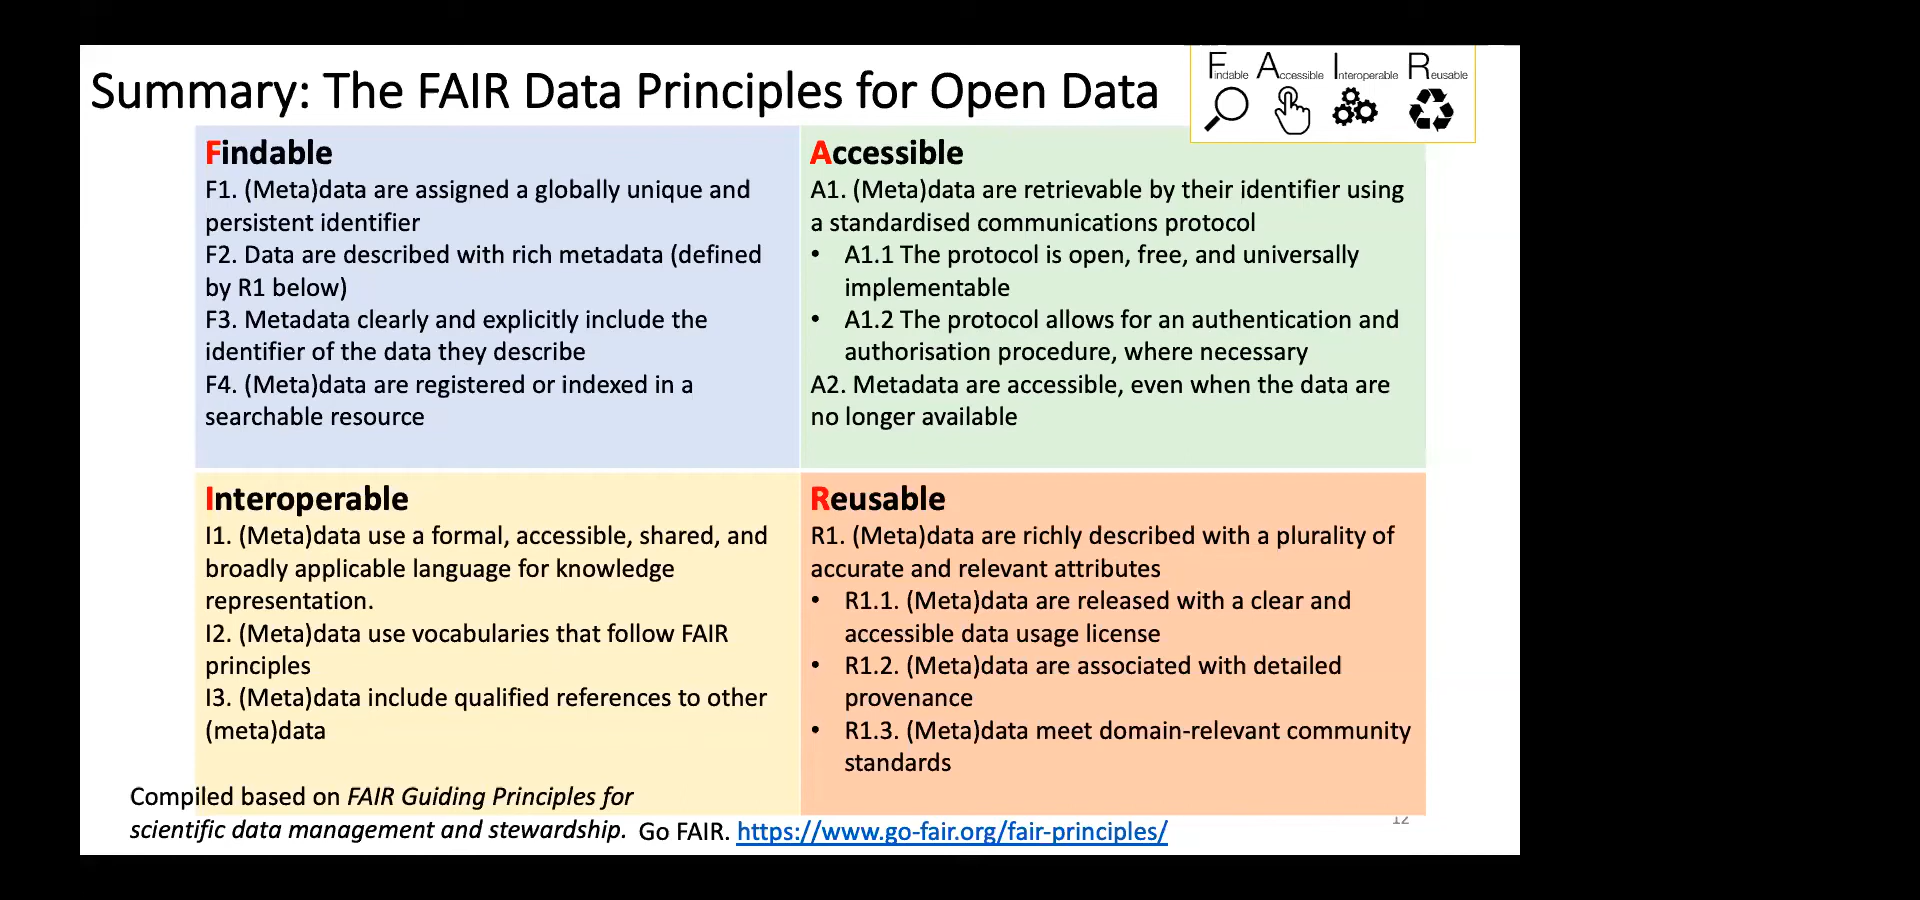 Summary: The FAIR Data Principles for Open Data
Findable Accessible Interoperable Reusable
Findable
F1. (Meta)data are assigned a globally unique and
persistent identifier
F2. Data are described with rich metadata (defined
by R1 below)
F3. Metadata clearly and explicitly include the
identifier of the data they describe
F4. (Meta)data are registered or indexed in a
searchable resource
Accessible
A1. (Meta)data are retrievable by their identifier using
a standardised communications protocol
• A1.1 The protocol is open, free, and universally
implementable
• A1.2 The protocol allows for an authentication and
authorisation procedure, where necessary
A2. Metadata are accessible, even when the data are
no longer available
Interoperable
I1. (Meta)data use a formal, accessible, shared, and
broadly applicable language for knowledge
representation.
I2. (Meta)data use vocabularies that follow FAIR
principles
I3. (Meta)data include qualified references to other
(meta)data
Reusable
R1. (Meta)data are richly described with a plurality of
accurate and relevant attributes
• R1.1. (Meta)data are released with a clear and
accessible data usage license
• R1.2. (Meta)data are associated with detailed
provenance
• R1.3. (Meta)data meet domain-relevant community
standards
Compiled based on FAIR Guiding Principles for
scientific data management and stewardship. Go FAIR. https://www.go-fair.org/fair-principles/
12